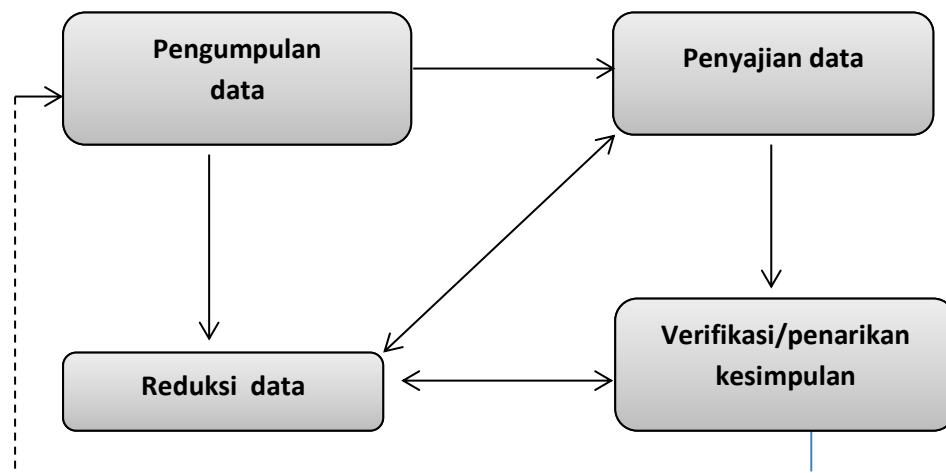 Pengumpulan
data
Penyajian data
Reduksi  data
Verifikasi/penarikan
kesimpulan